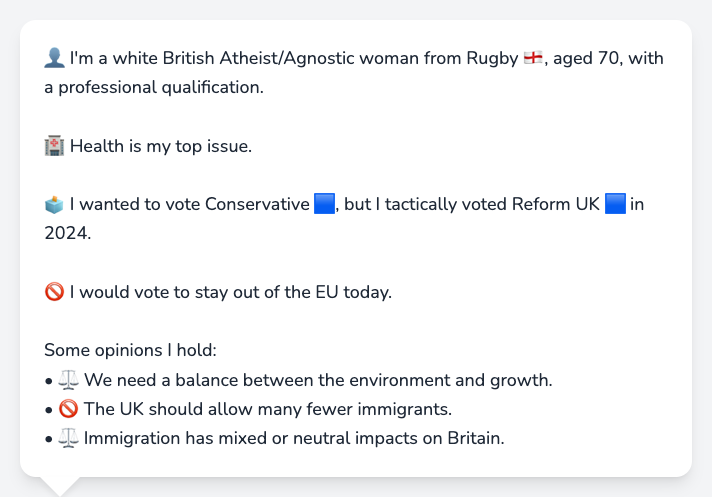 👤 I'm a white British Atheist/Agnostic woman from Rugby 🏴󠁧󠁢󠁥󠁮󠁧󠁿, aged 70, with
a professional qualification.
🏥 Health is my top issue.
🗳️ I wanted to vote Conservative 🟦, but I tactically voted Reform UK 🟦 in
2024.
🚫 I would vote to stay out of the EU today.
Some opinions I hold:
• ⚖️ We need a balance between the environment and growth.
• 🚫 The UK should allow many fewer immigrants.
• ⚖️ Immigration has mixed or neutral impacts on Britain.